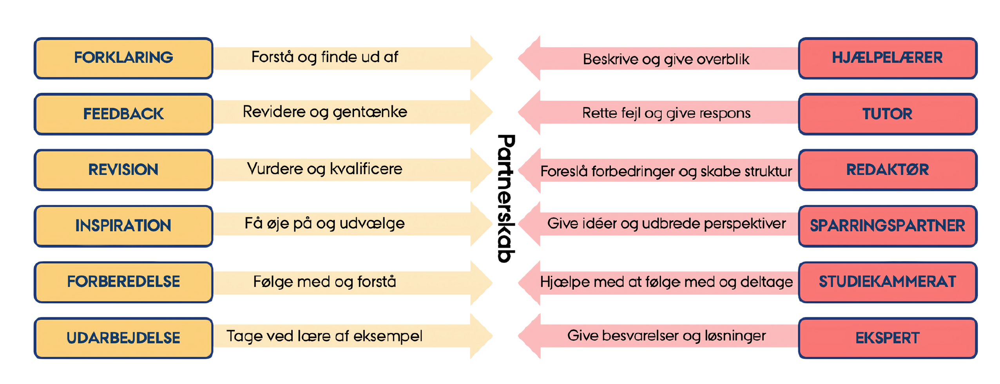 FORKLARING
Forstå og finde ud af
Beskrive og give overblik
HJÆLPELÆRER
FEEDBACK
Revidere og gentænke
Rette fejl og give respons
TUTOR
REVISION
Vurdere og kvalificere
Foreslå forbedringer og skabe struktur
REDAKTØR
Partnerskab
INSPIRATION
Få øje på og udvælge
Give idéer og udbrede perspektiver
SPARRINGSPARTNER
FORBEREDELSE
Følge med og forstå
Hjælpe med at følge med og deltage
STUDIEKAMMERAT
UDARBEJDELSE
Tage ved lære af eksempel
Give besvarelser og løsninger
EKSPERT